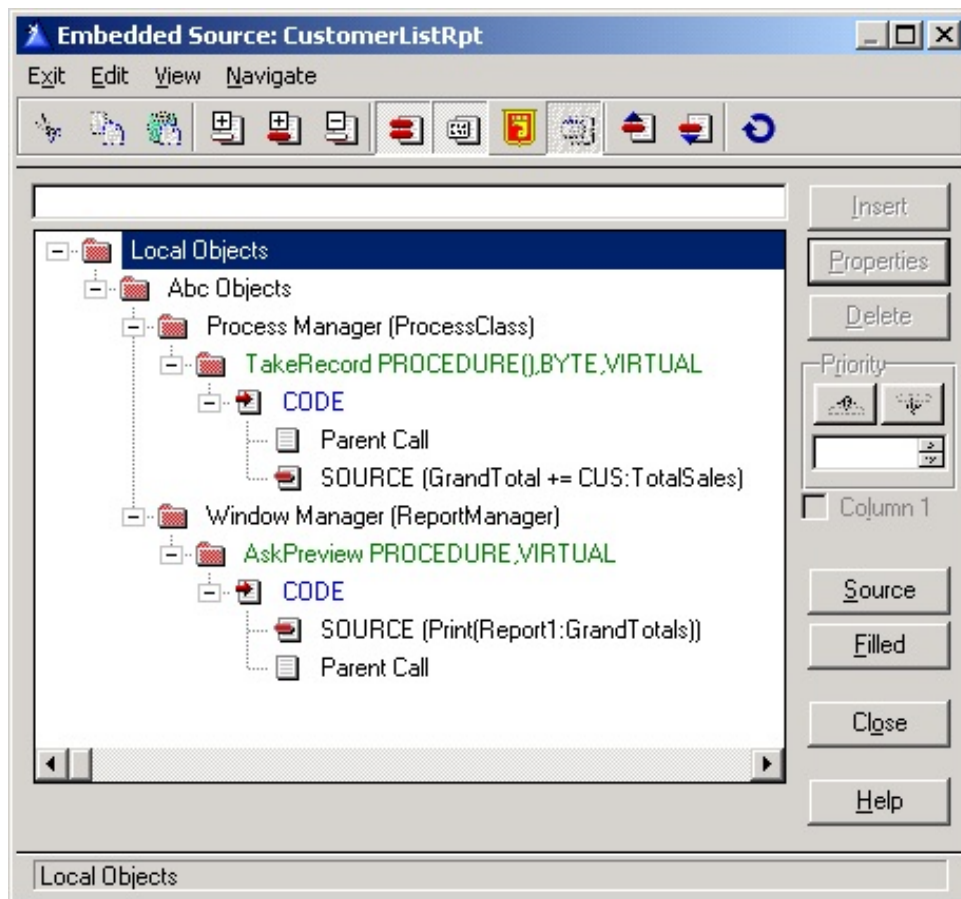 Embedded Source: CustomerListRpt
Exit Edit View Navigate
Insert
Local Objects
Properties
Abc Objects
Delete
Process Manager (ProcessClass)
Priority
TakeRecord PROCEDURE(),BYTE,VIRTUAL
CODE
Parent Call
SOURCE (GrandTotal += CUS:TotalSales)
Column 1
Window Manager (ReportManager)
AskPreview PROCEDURE,VIRTUAL
CODE
Source
SOURCE (Print(Report1:GrandTotals))
Filled
Parent Call
Close
Help
Local Objects